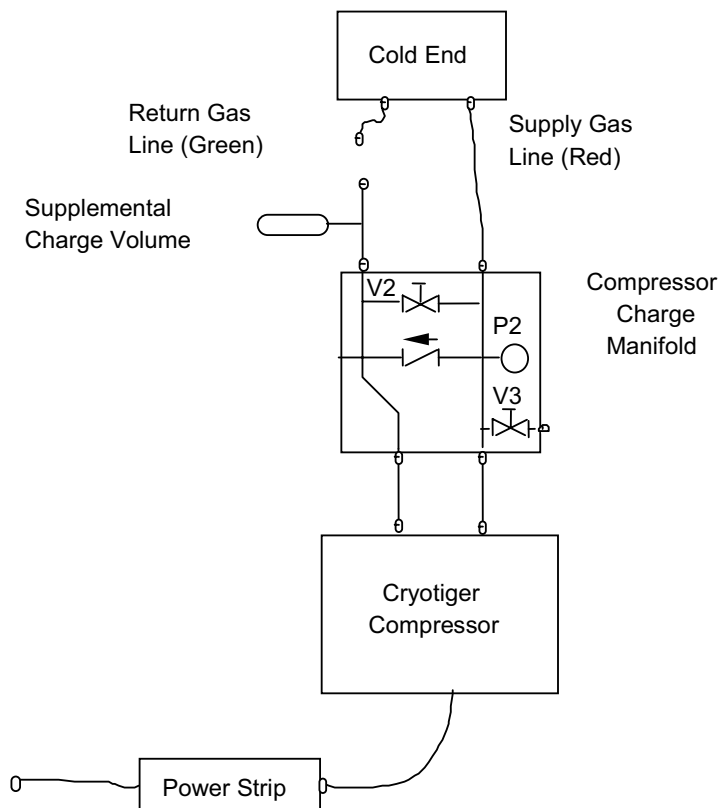 Cold End
Return Gas
Line (Green)
Supply Gas
Line (Red)
Supplemental
Charge Volume
V2
P2
V3
Compressor
Charge
Manifold
Cryotiger
Compressor
Power Strip